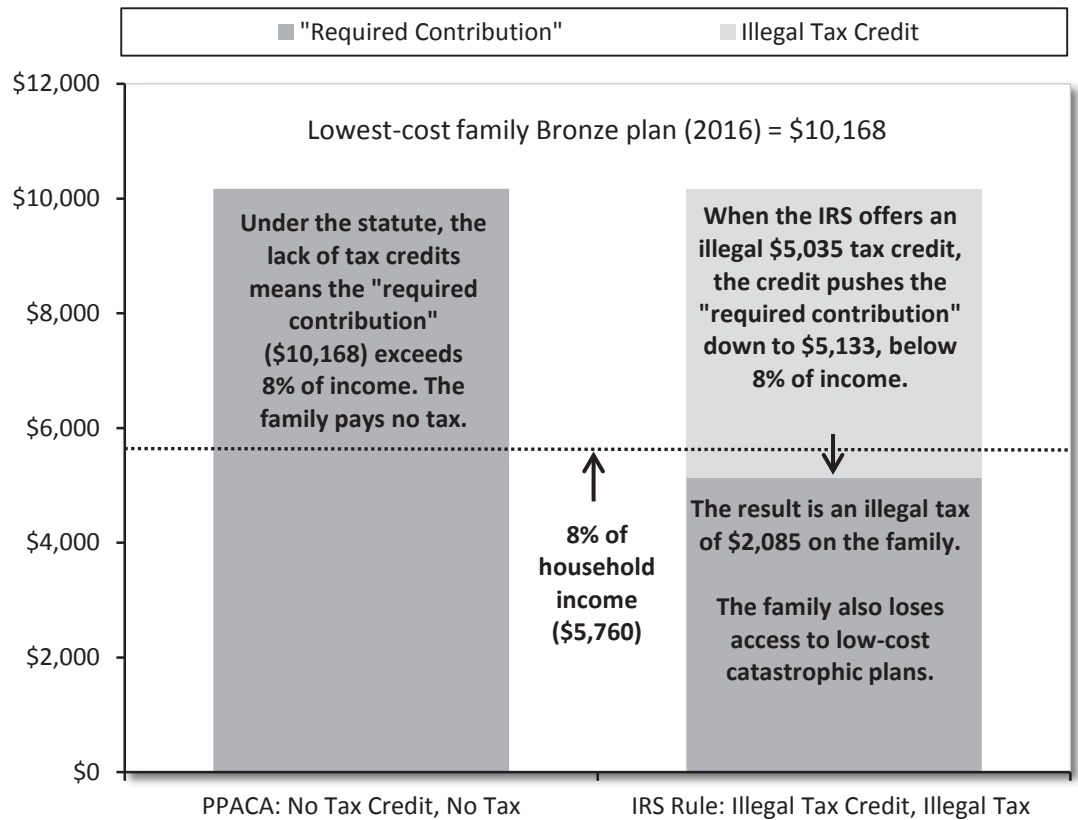 "Required Contribution" Illegal Tax Credit
$12,000
Lowest-cost family Bronze plan (2016) = $10,168
$10,000
Under the statute, the
lack of tax credits
means the "required
contribution"
($10,168) exceeds
8% of income. The
family pays no tax.
When the IRS offers an
illegal $5,035 tax credit,
the credit pushes the
"required contribution"
down to $5,133, below
8% of income.
$8,000
$6,000
8% of
household
income
($5,760)
The result is an illegal tax
of $2,085 on the family.
The family also loses
access to low-cost
catastrophic plans.
$4,000
$2,000
$0
PPACA: No Tax Credit, No Tax
IRS Rule: Illegal Tax Credit, Illegal Tax